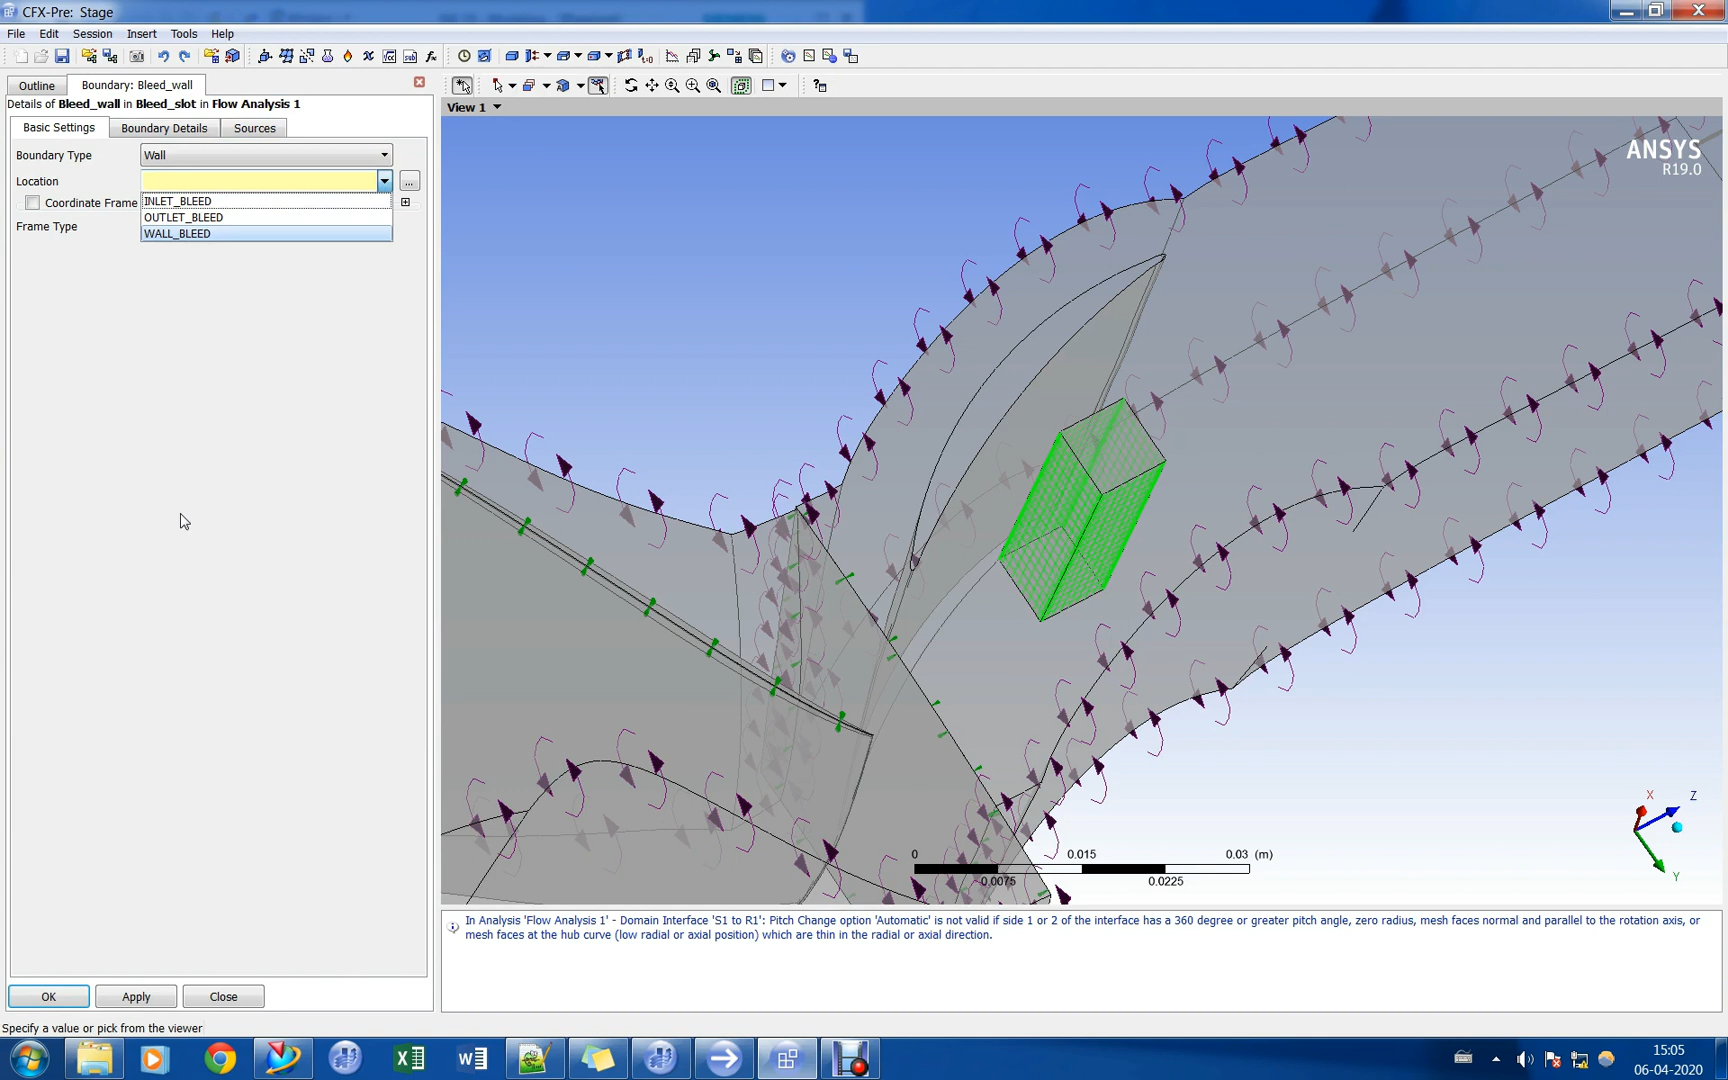 CFX-Pre: Stage
File Edit Session Insert Tools Help
Outline Boundary: Bleed_wall
Details of Bleed_wall in Bleed_slot in Flow Analysis 1
Basic Settings Boundary Details Sources
Boundary Type Wall
Location
INLET_BLEED
Coordinate Frame
OUTLET_BLEED
Frame Type
WALL_BLEED
View 1
ANSYS
R19.0
X
Z
Y
0 0.015 0.03 (m)
0.0075 0.0225
In Analysis 'Flow Analysis 1' - Domain Interface 'S1 to R1': Pitch Change option 'Automatic' is not valid if side 1 or 2 of the interface has a 360 degree or greater pitch angle, zero radius, mesh faces normal and parallel to the rotation axis, or
mesh faces at the hub curve (low radial or axial position) which are thin in the radial or axial direction.
OK Apply Close
Specify a value or pick from the viewer
15:05
06-04-2020